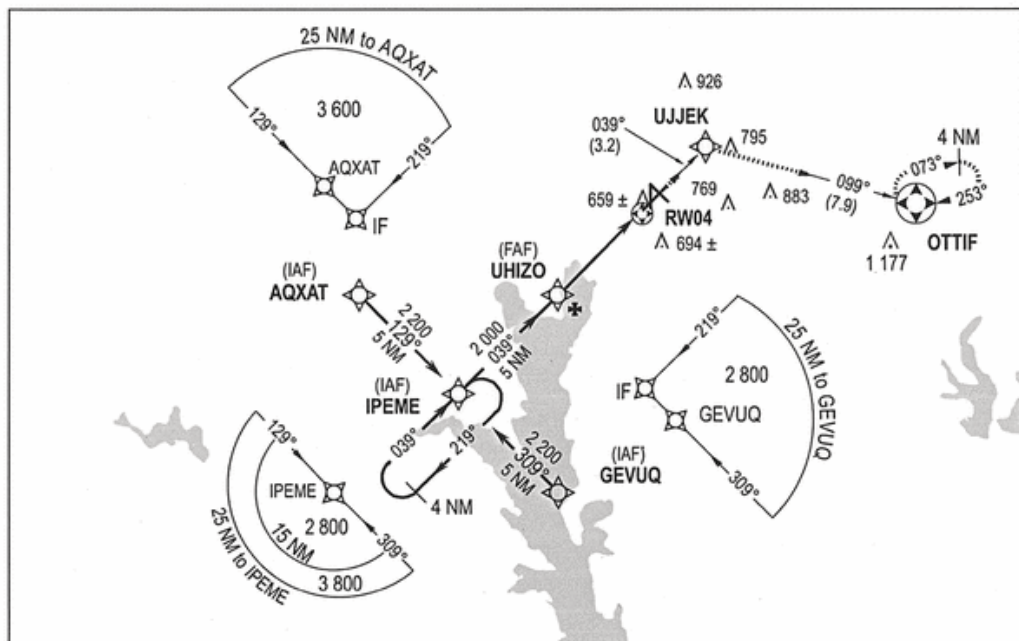 25 NM to AQXAT
3 600
129°
219°
AQXAT
IF
926
UJJEK
039°
(3.2)
795
4 NM
073°
099°
(7.9)
253°
883
769
659 ±
RW04
694 ±
OTTIF
1 177
(FAF)
UHIZO
(IAF)
AQXAT
2 200
129°
5 NM
2 000
039°
5 NM
(IAF)
IPEME
039°
219°
4 NM
2 200
309°
5 NM
(IAF)
GEVUQ
219°
25 NM to GEVUQ
2 800
IF
GEVUQ
309°
129°
IPEME
2 800
309°
15 NM
25 NM to IPEME
3 800